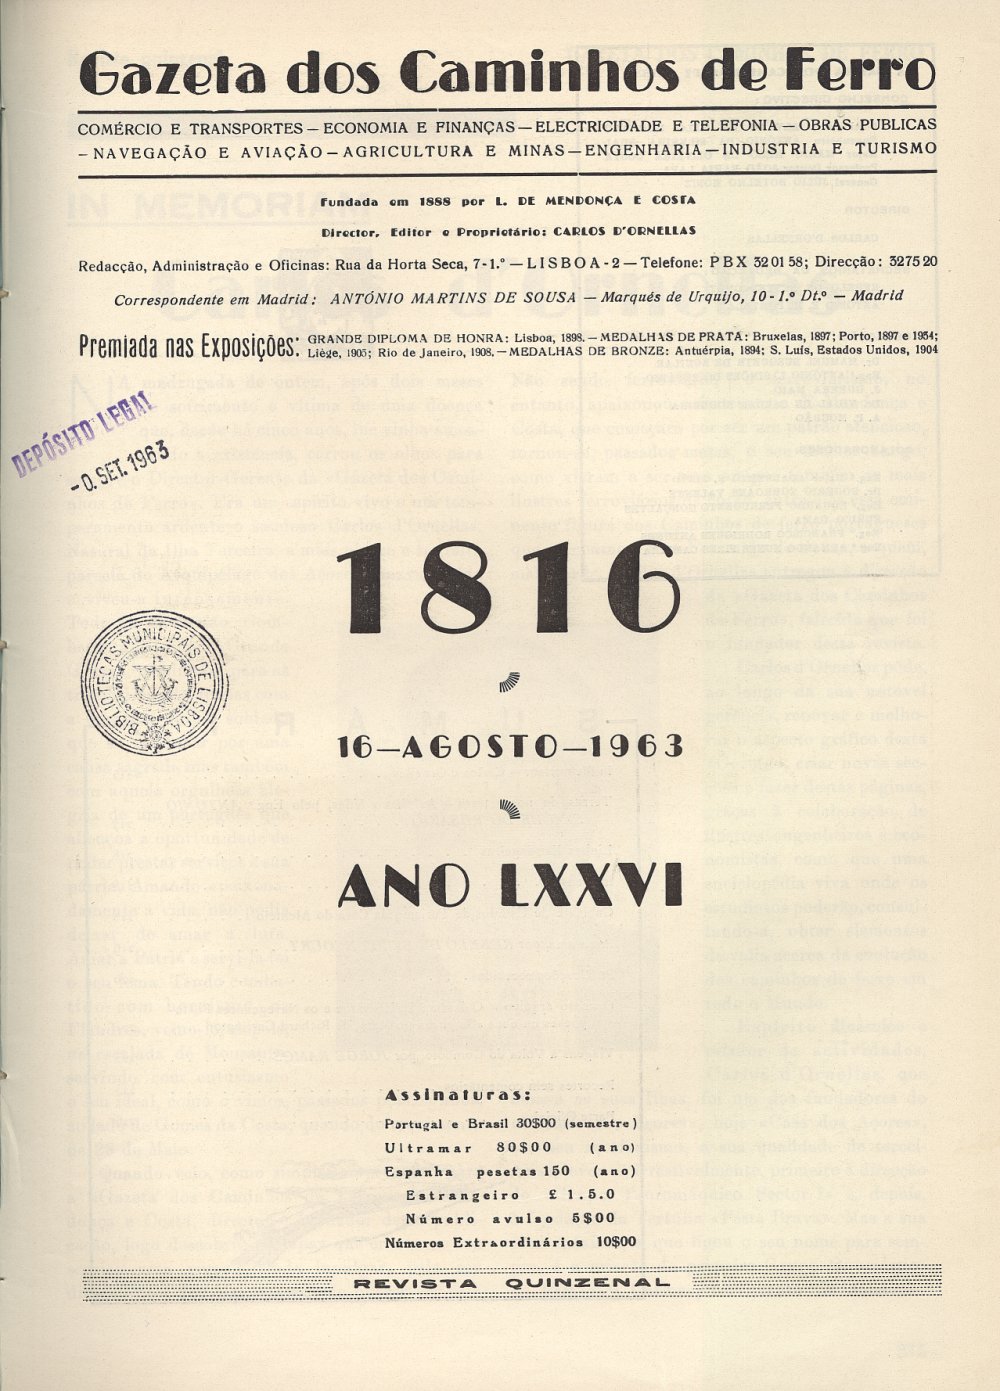 Gazeta dos Caminhos de Ferro
COMÉRCIO E TRANSPORTES — ECONOMIA E FINANÇAS — ELECTRICIDADE E TELEFONIA — OBRAS PUBLICAS
— NAVEGAÇÃO E AVIAÇÃO — AGRICULTURA E MINAS — ENGENHARIA — INDUSTRIA E TURISMO
Fundada em 1888 por L. DE MENDONÇA E COSTA
Director, Editor e Proprietário: CARLOS D'ORNELLAS
Redacção, Administração e Oficinas: Rua da Horta Seca, 7-1.º — LISBOA-2 — Telefone: PBX 320158; Direcção: 327520
Correspondente em Madrid: ANTÓNIO MARTINS DE SOUSA — Marqués de Urquijo, 10-1.º Dt.º — Madrid
Premiada nas Exposições: GRANDE DIPLOMA DE HONRA: Lisboa, 1898. — MEDALHAS DE PRATA: Bruxelas, 1897; Porto, 1897 e 1934;
Liège, 1905; Rio de Janeiro, 1908. — MEDALHAS DE BRONZE: Antuérpia, 1894; S. Luís, Estados Unidos, 1904
DEPÓSITO LEGAL
SET. 1963
1816
BIBLIOTECAS MUNICIPAIS DE LISBOA
16—AGOSTO—1963
ANO LXXVI
Assinaturas:
Portugal e Brasil 30$00 (semestre)
Ultramar 80$00 (ano)
Espanha pesetas 150 (ano)
Estrangeiro £ 1.5.0
Número avulso 5$00
Números Extraordinários 10$00
REVISTA QUINZENAL